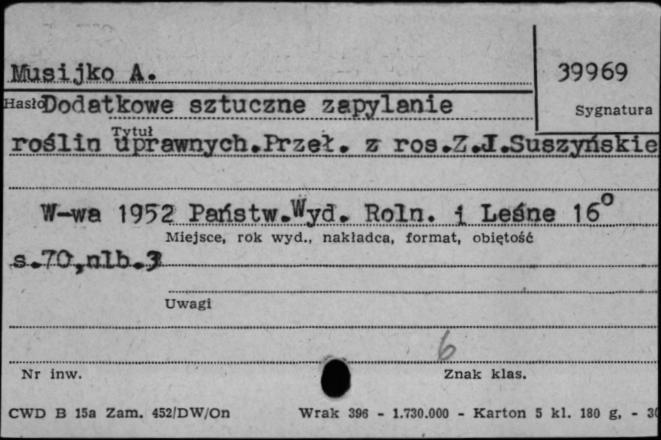 Musijko A.
39969
Hasło Dodatkowe sztuczne zapylanie
Sygnatura
Tytuł
roślin uprawnych.Przeł. z ros.Z.J.Suszyńskie
W-wa 1952 Państw.Wyd. Roln. i Leśne 16°
Miejsce, rok wyd., nakładca, format, objętość
s.70,nlb.3
Uwagi
6
Nr inw.
Znak klas.
CWD B 15a Zam. 452/DW/On Wrak 396 - 1.730.000 - Karton 5 kl. 180 g, - 30